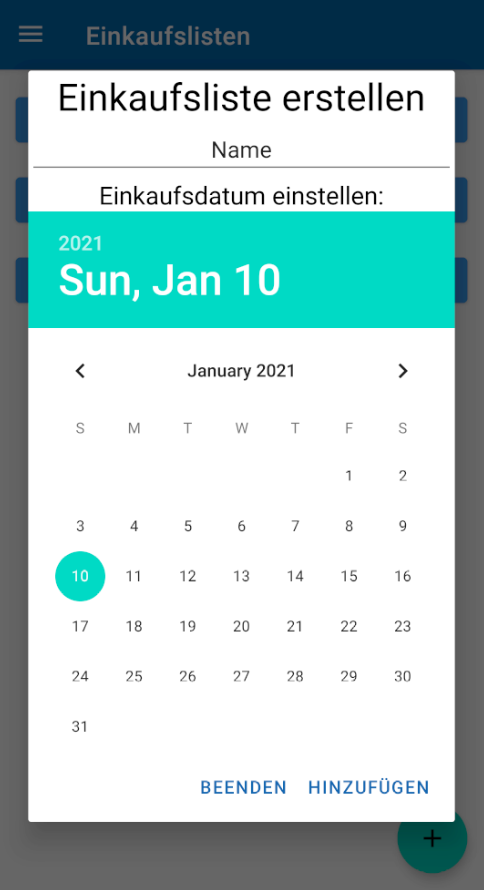 Einkaufslisten
Einkaufsliste erstellen
Name
Einkaufsdatum einstellen:
2021
Sun, Jan 10
January 2021
S M T W T F S
1 2
3 4 5 6 7 8 9
10 11 12 13 14 15 16
17 18 19 20 21 22 23
24 25 26 27 28 29 30
31
BEENDEN HINZUFÜGEN